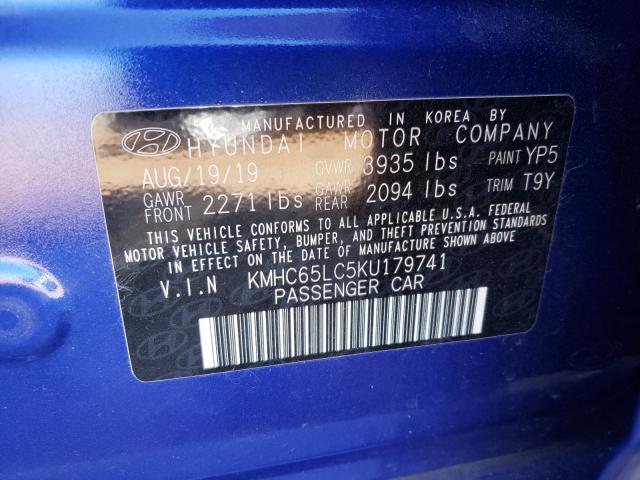 MANUFACTURED IN KOREA BY
HYUNDAI MOTOR COMPANY
AUG/19/19 GVWR 3935 lbs PAINT YP5
GAWR FRONT 2271 lbs GAWR REAR 2094 lbs TRIM T9Y
THIS VEHICLE CONFORMS TO ALL APPLICABLE U.S.A. FEDERAL
MOTOR VEHICLE SAFETY, BUMPER, AND THEFT PREVENTION STANDARDS
IN EFFECT ON THE DATE OF MANUFACTURE SHOWN ABOVE.
V.I.N KMHC65LC5KU179741
PASSENGER CAR